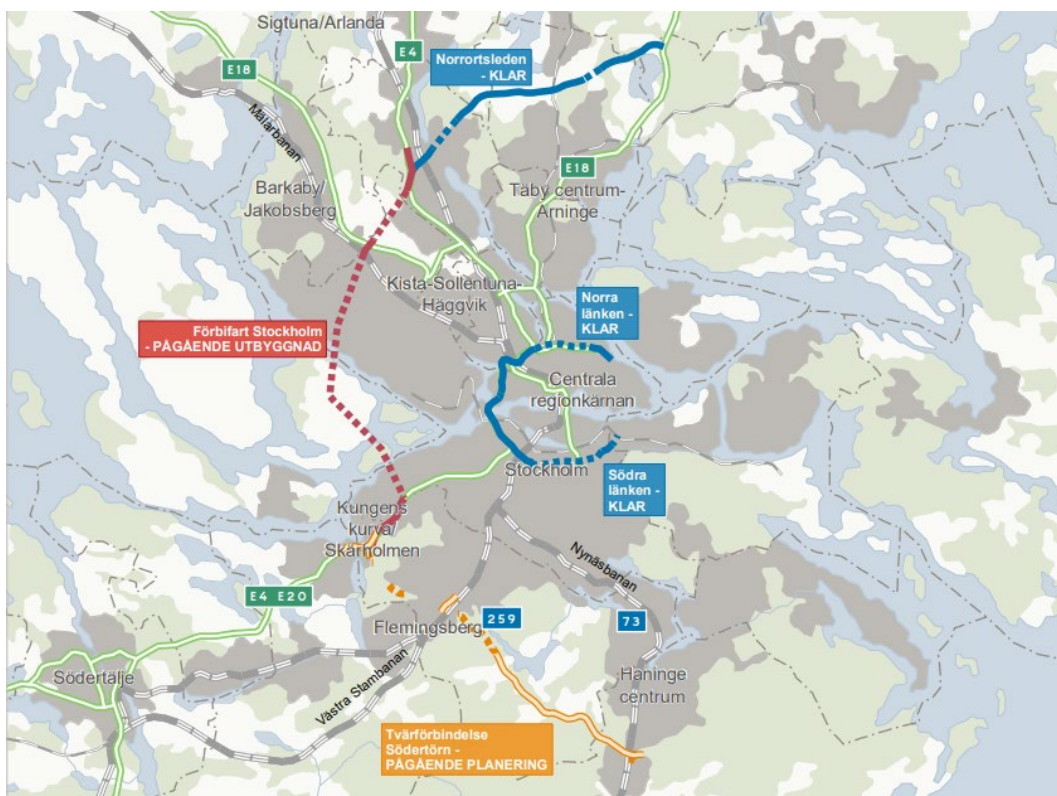 Sigtuna/Arlanda
E4
E18
Norrortsleden
- KLAR
Mälarbanan
E18
Täby centrum-
Arninge
Barkaby/
Jakobsberg
Kista-Sollentuna-
Häggvik
Norra
länken -
KLAR
Förbifart Stockholm
- PÅGÅENDE UTBYGGNAD
Centrala
regionkärnan
Stockholm
Södra
länken -
KLAR
Kungens
kurva/
Skärholmen
Nynäsbanan
E4 E20
259
73
Flemingsberg
Södertälje
Västra Stambanan
Haninge
centrum
Tvärförbindelse
Södertörn -
PÅGÅENDE PLANERING